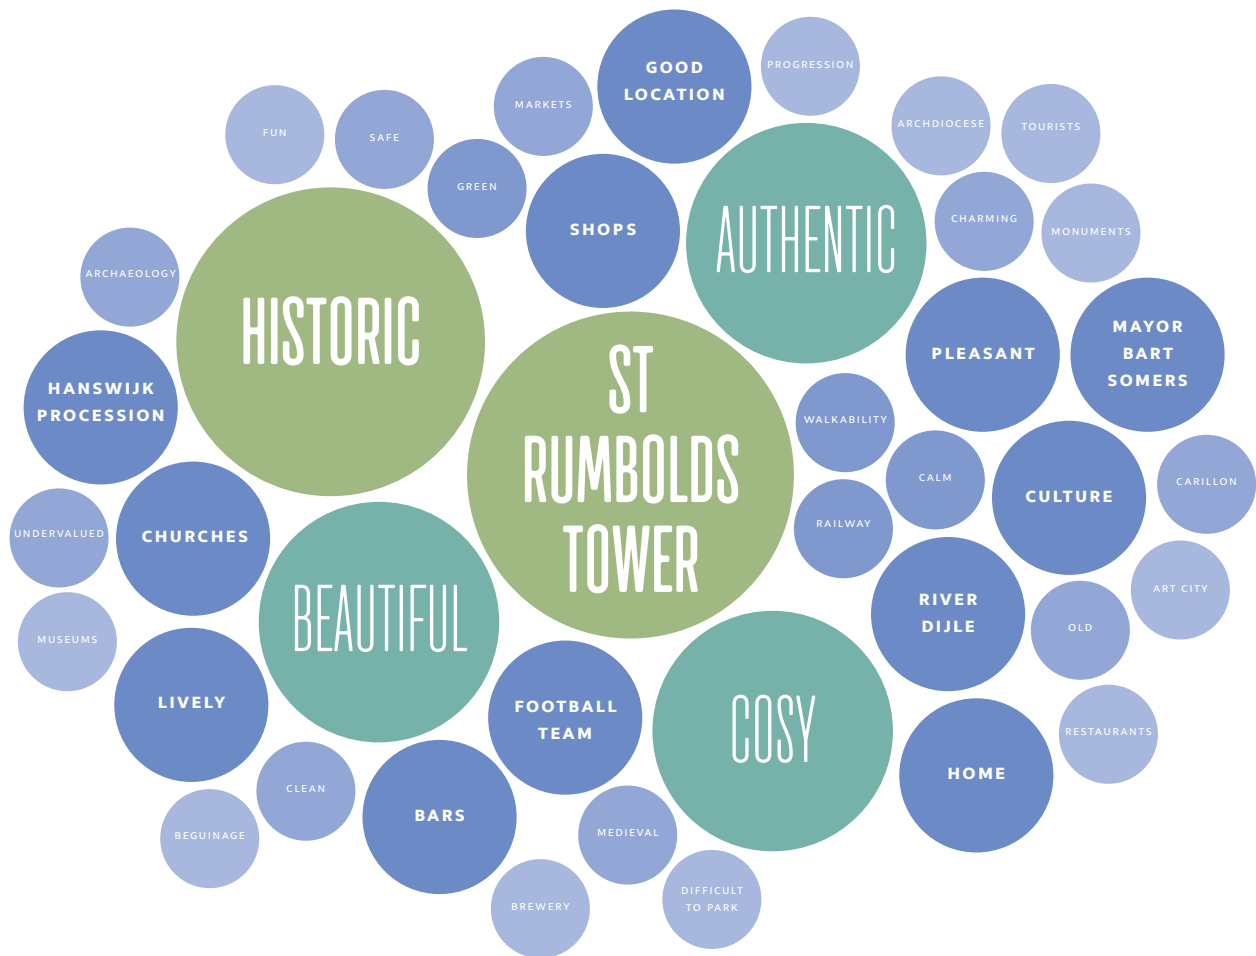 GOOD
LOCATION
PROGRESSION
MARKETS
FUN
SAFE
ARCHDIOCESE
TOURISTS
GREEN
SHOPS
AUTHENTIC
CHARMING
MONUMENTS
ARCHAEOLOGY
HISTORIC
MAYOR
BART
SOMERS
PLEASANT
HANSWIJK
PROCESSION
ST
RUMBOLDS
TOWER
WALKABILITY
CALM
CULTURE
CARILLON
RAILWAY
UNDERVALUED
CHURCHES
ART CITY
BEAUTIFUL
RIVER
DIJLE
OLD
MUSEUMS
LIVELY
FOOTBALL
TEAM
COSY
RESTAURANTS
HOME
CLEAN
BARS
BEGUINAGE
MEDIEVAL
BREWERY
DIFFICULT
TO PARK